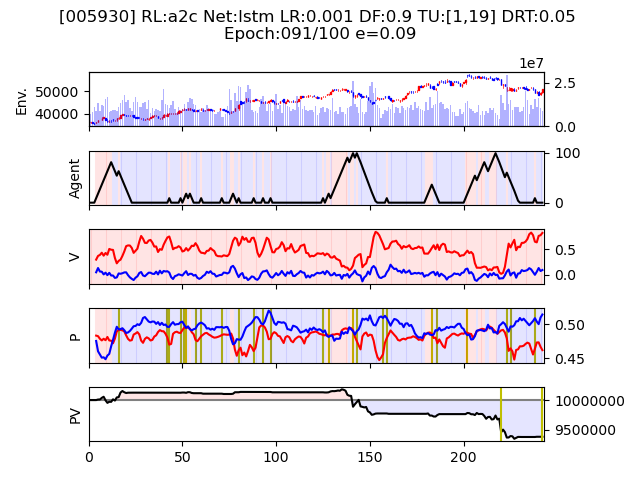 [005930] RL:a2c Net:lstm LR:0.001 DF:0.9 TU:[1,19] DRT:0.05
Epoch:091/100 e=0.09
1e7
Env.
50000
40000
2.5
0.0
Agent
100
0
V
0.5
0.0
P
0.50
0.45
PV
10000000
9500000
0
50
100
150
200